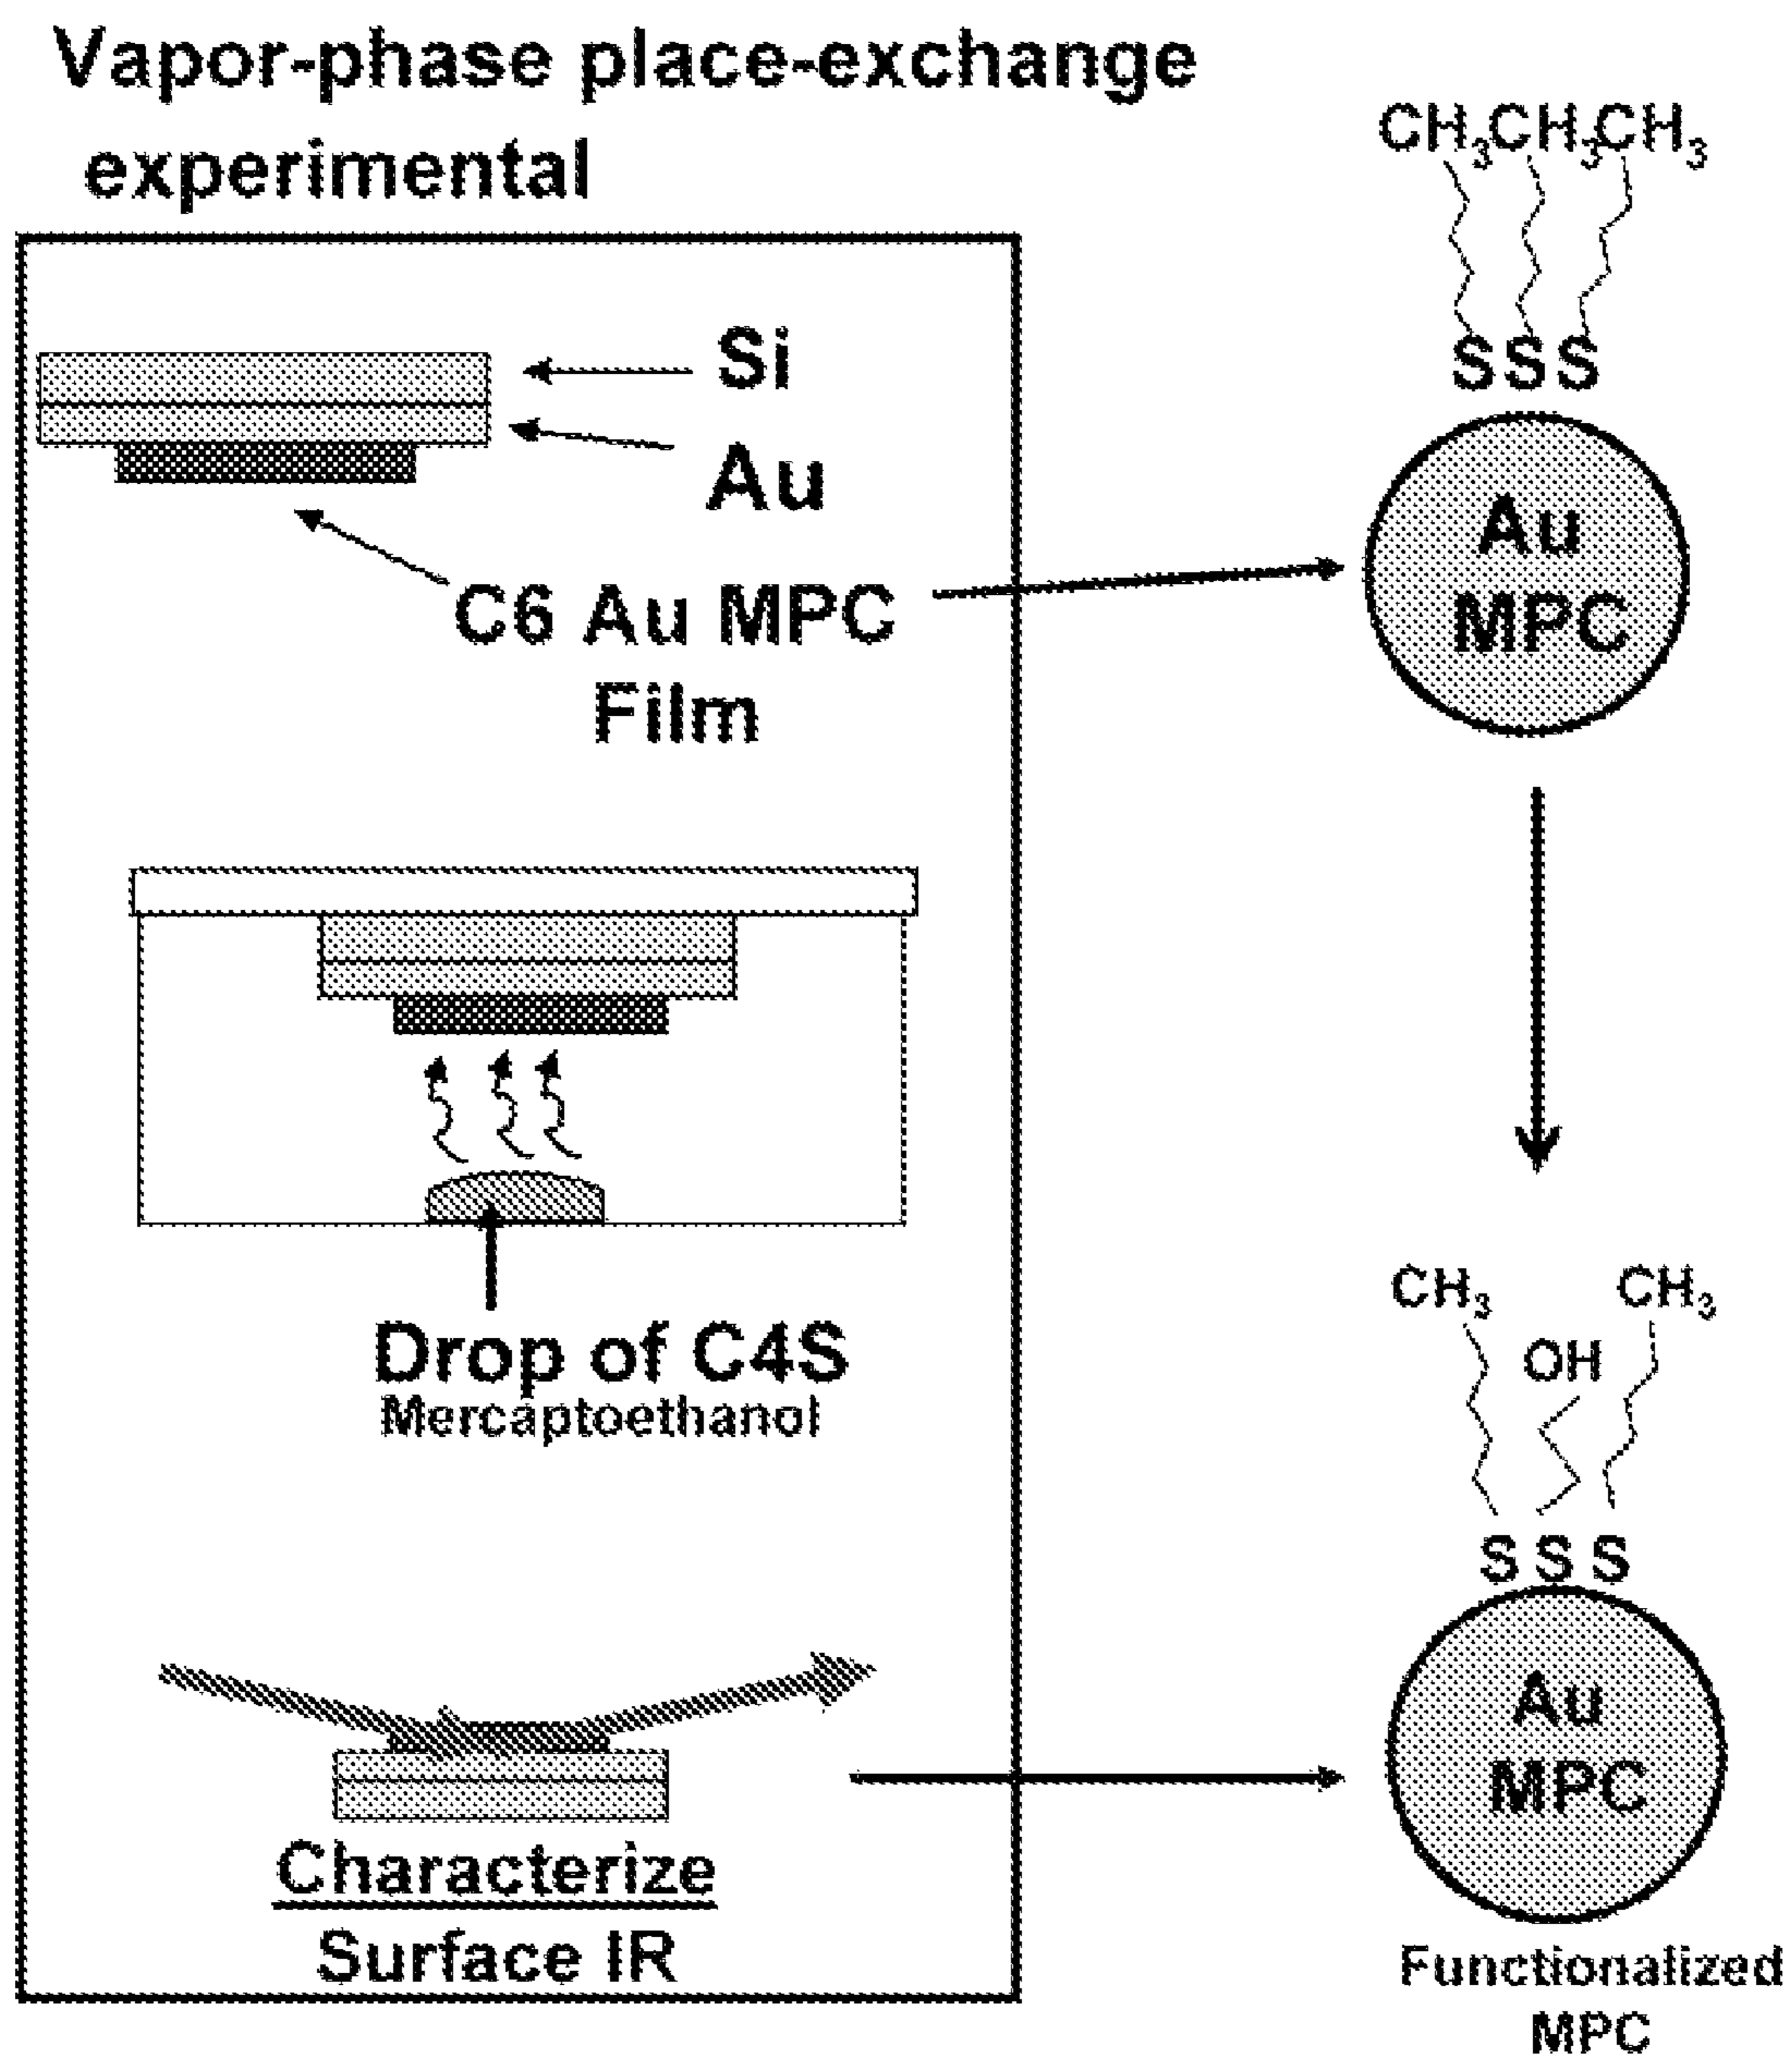 Vapor-phase place-exchange
experimental
CH3CH3CH3
Si
SSS
Au
Au
MPC
C6 Au MPC
Film
CH3
CH3
OH
Drop of C4S
Mercaptoethanol
S S S
Au
MPC
Characterize
Surface IR
Functionalized
MPC